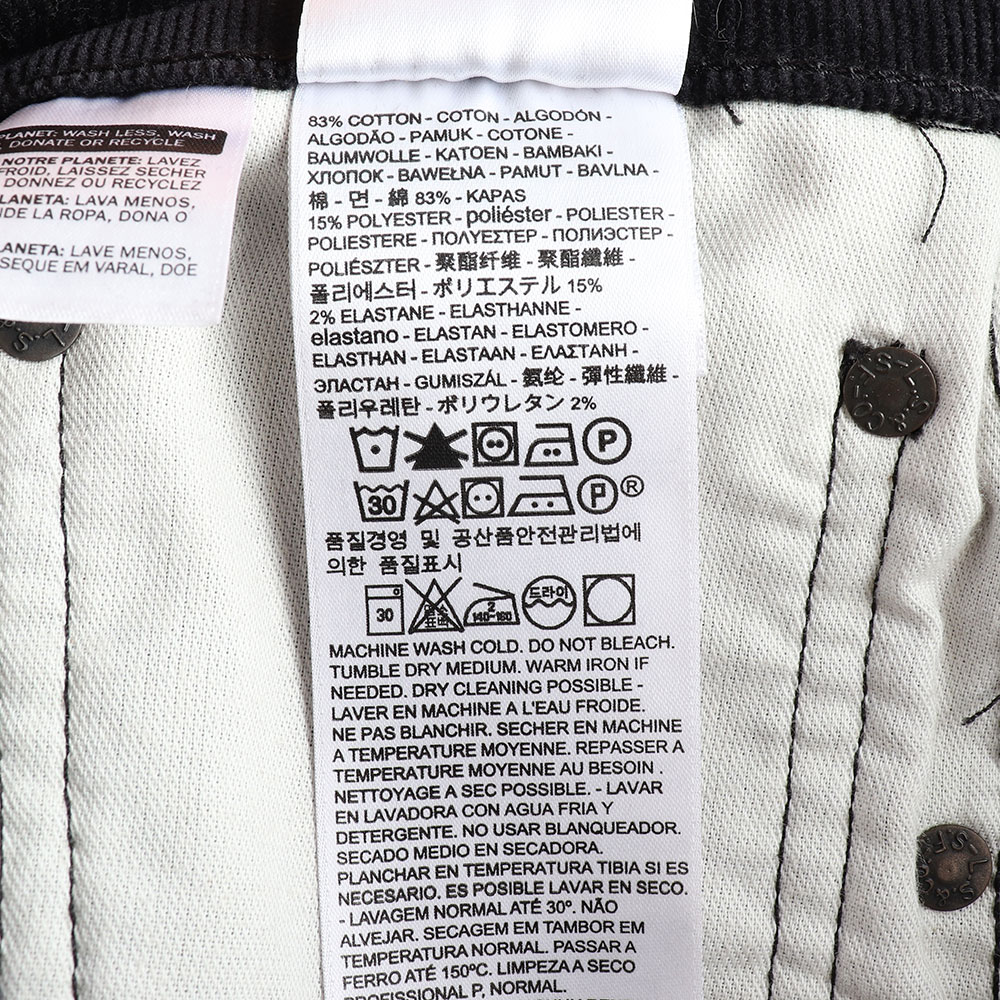 PLANET: WASH LESS, WASH
DONATE OR RECYCLE
NOTRE PLANETE: LAVEZ
FROID, LAISSEZ SECHER
DONNEZ OU RECYCLEZ
LANETA: LAVA MENOS,
DE LA ROPA, DONA O
ANETA: LAVE MENOS,
SEQUE EM VARAL, DOE
83% COTTON - COTON - ALGODÓN -
ALGODÃO - PAMUK - COTONE -
BAUMWOLLE - KATOEN - BAMBAKI -
ХЛОПОК - BAWEŁNA - PAMUT - BAVLNA -
棉 - 면 - 綿 83% - KAPAS
15% POLYESTER - poliéster - POLIESTER -
POLIESTERE - ΠΟΛΥΕΣΤΕΡ - ПОЛИЭСТЕР -
POLIÉSZTER - 聚酯纤维 - 聚酯纖維 -
폴리에스터 - ポリエステル 15%
2% ELASTANE - ELASTHANNE -
elastano - ELASTAN - ELASTOMERO -
ELASTHAN - ELASTAAN - ΕΛΑΣΤΑΝΗ -
ЭЛАСТАН - GUMISZÁL - 氨纶 - 彈性纖維 -
폴리우레탄 - ポリウレタン 2%
P
30 P ®
품질경영 및 공산품안전관리법에
의한 품질표시
30 2 140~160 드라이
MACHINE WASH COLD. DO NOT BLEACH.
TUMBLE DRY MEDIUM. WARM IRON IF
NEEDED. DRY CLEANING POSSIBLE -
LAVER EN MACHINE A L'EAU FROIDE.
NE PAS BLANCHIR. SECHER EN MACHINE
A TEMPERATURE MOYENNE. REPASSER A
TEMPERATURE MOYENNE AU BESOIN .
NETTOYAGE A SEC POSSIBLE. - LAVAR
EN LAVADORA CON AGUA FRIA Y
DETERGENTE. NO USAR BLANQUEADOR.
SECADO MEDIO EN SECADORA.
PLANCHAR EN TEMPERATURA TIBIA SI ES
NECESARIO. ES POSIBLE LAVAR EN SECO.
- LAVAGEM NORMAL ATÉ 30º. NÃO
ALVEJAR. SECAGEM EM TAMBOR EM
TEMPERATURA NORMAL. PASSAR A
FERRO ATÉ 150ºC. LIMPEZA A SECO
PROFISSIONAL P, NORMAL.